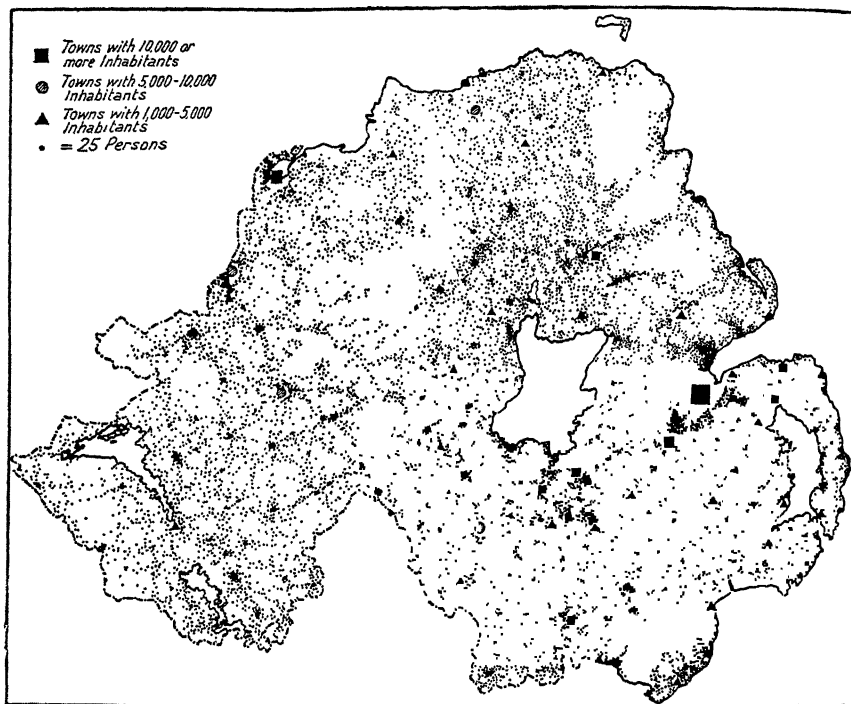 Towns with 10,000 or
more Inhabitants
Towns with 5,000-10,000
Inhabitants
Towns with 1,000-5,000
Inhabitants
= 25 Persons